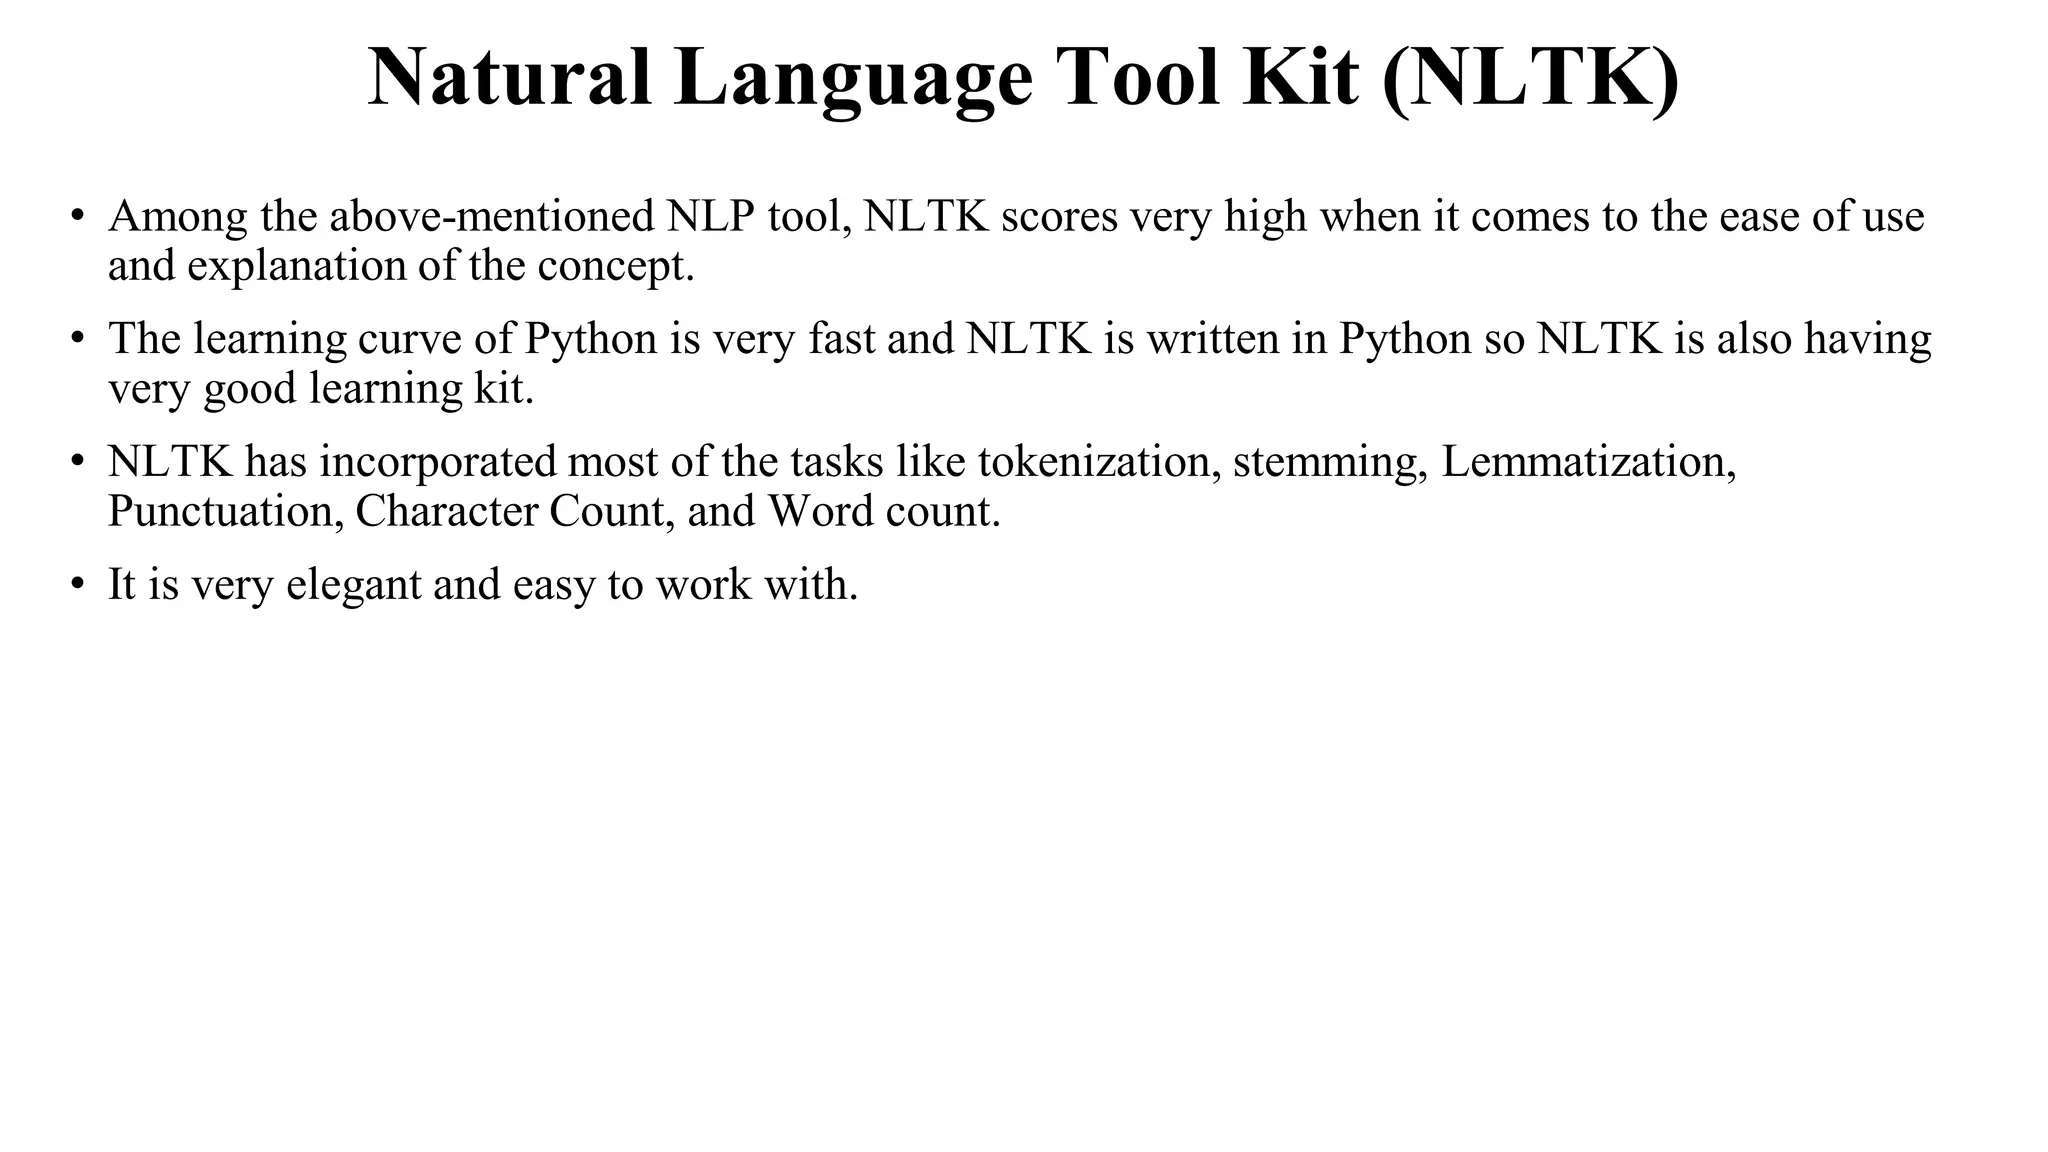 Natural Language Tool Kit (NLTK)
• Among the above-mentioned NLP tool, NLTK scores very high when it comes to the ease of use
and explanation of the concept.
• The learning curve of Python is very fast and NLTK is written in Python so NLTK is also having
very good learning kit.
• NLTK has incorporated most of the tasks like tokenization, stemming, Lemmatization,
Punctuation, Character Count, and Word count.
• It is very elegant and easy to work with.